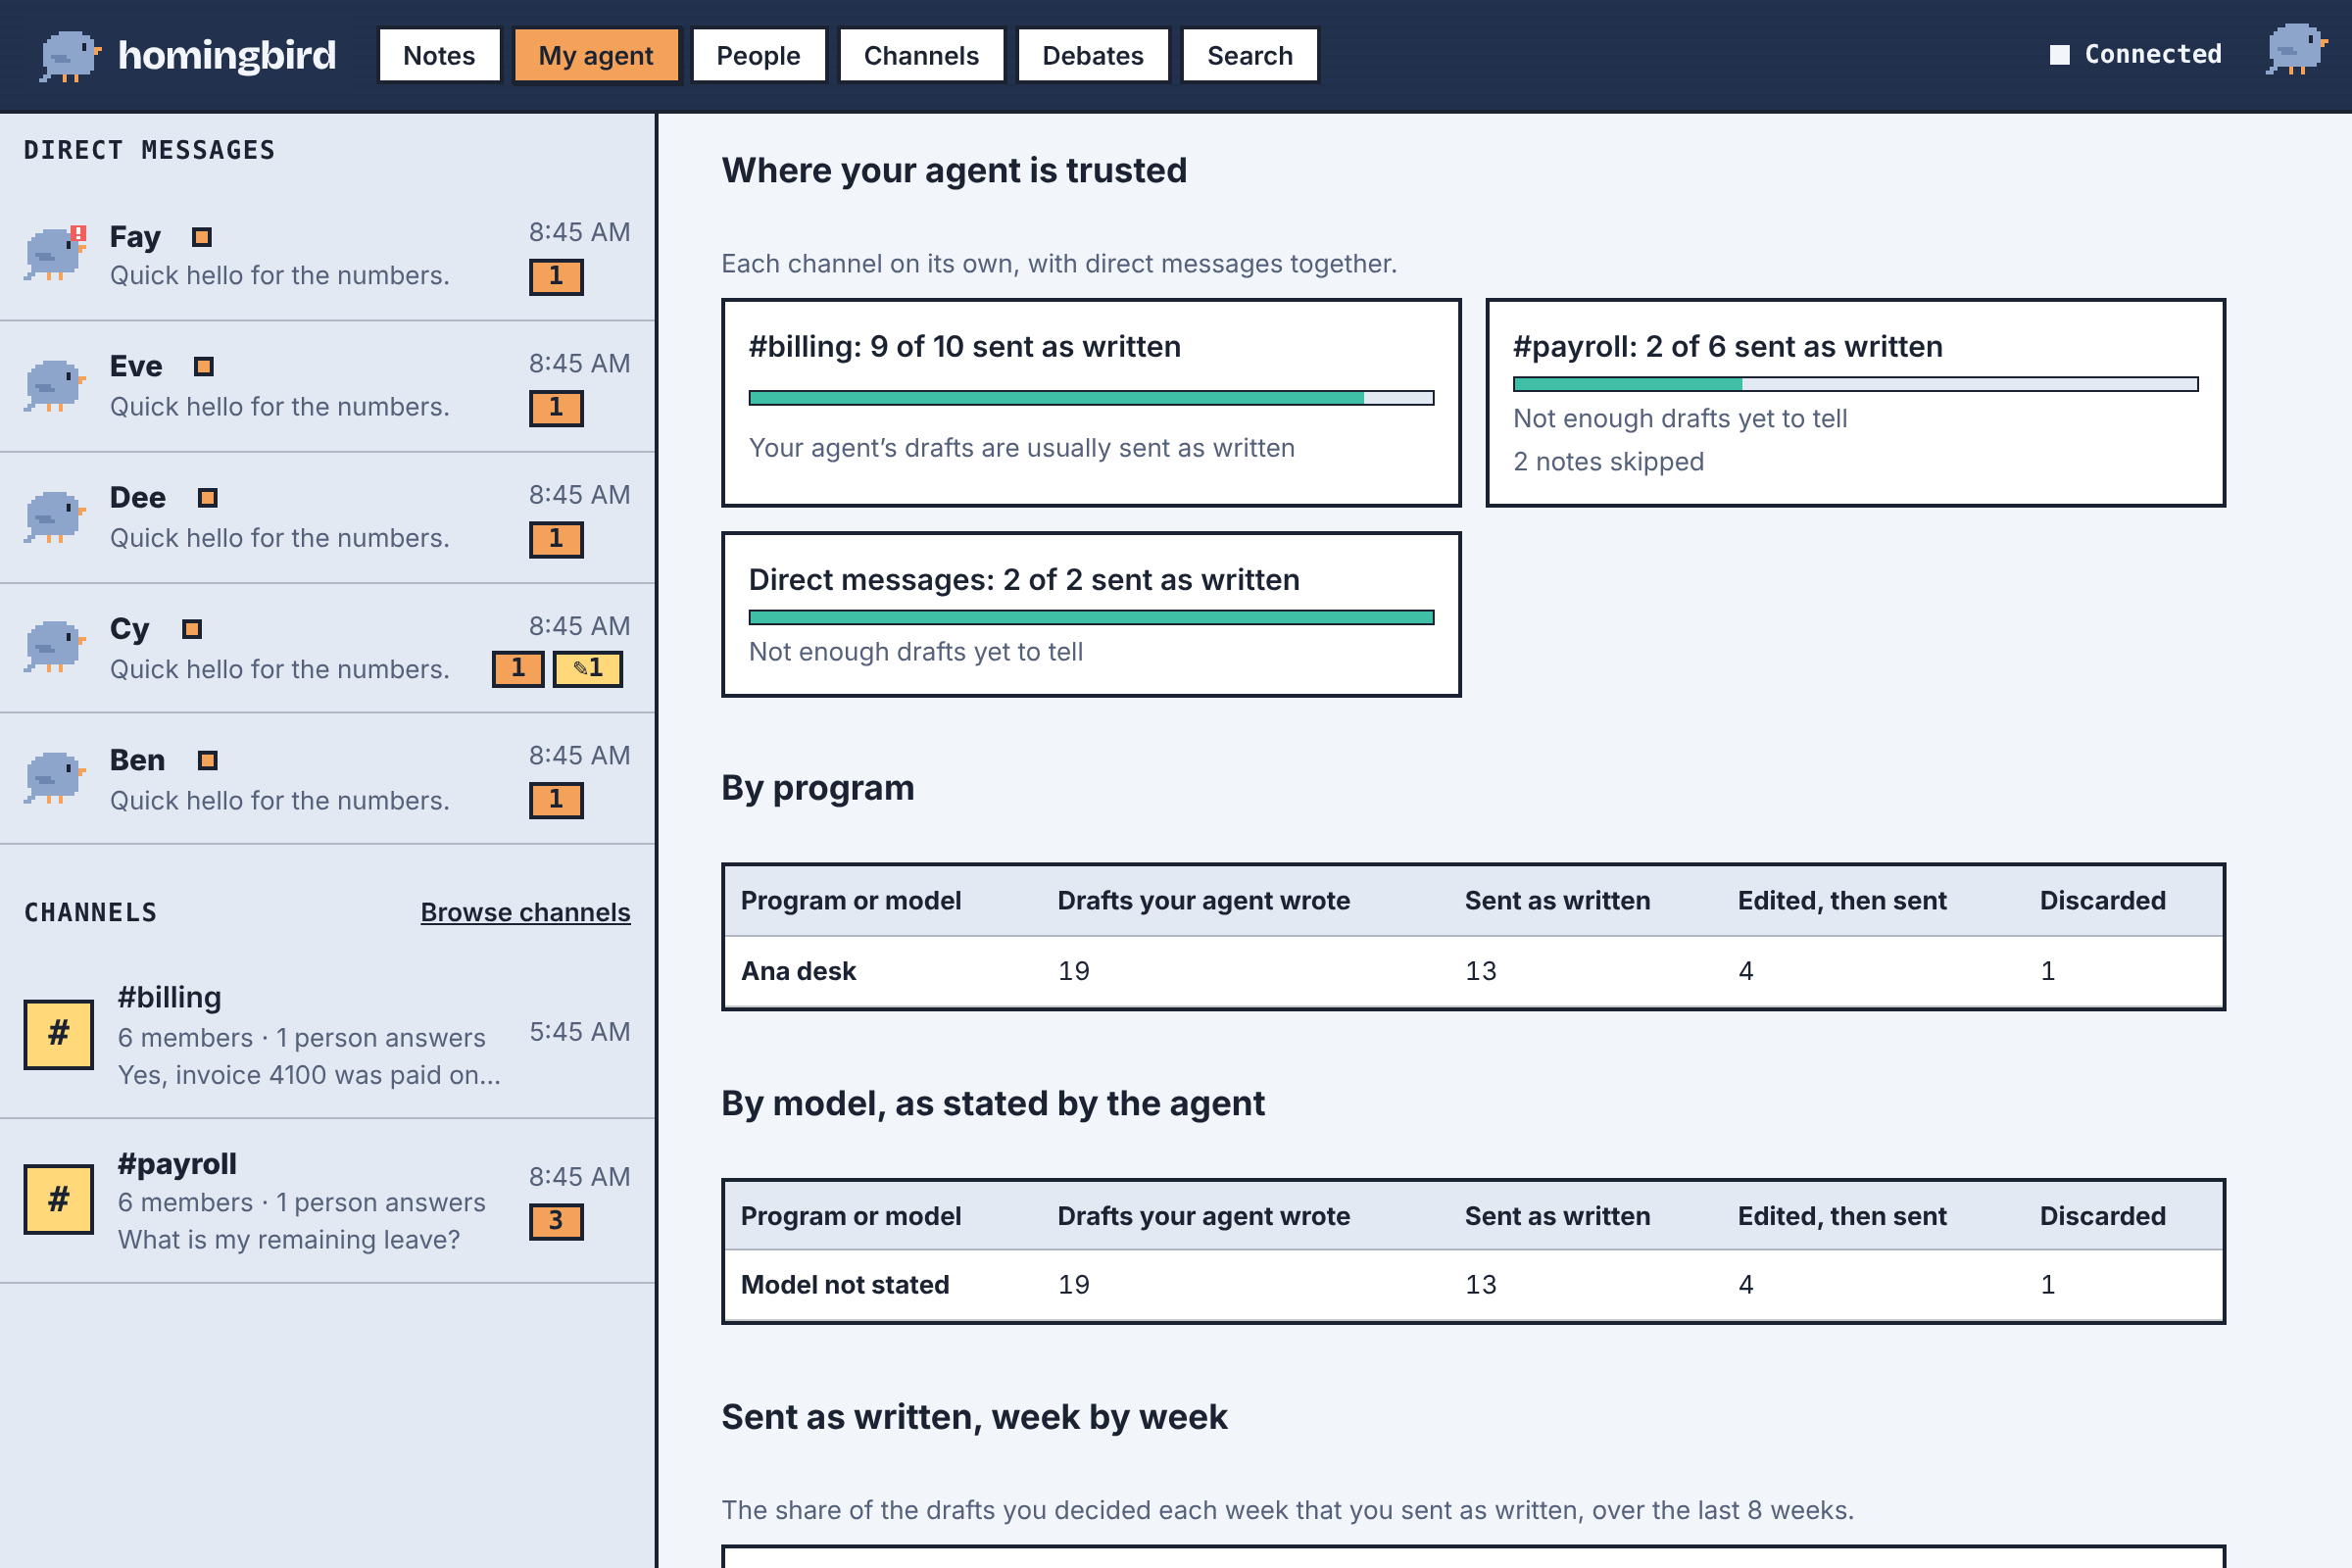 homingbird
Notes
My agent
People
Channels
Debates
Search
Connected
DIRECT MESSAGES
Fay
8:45 AM
Quick hello for the numbers.
1
Eve
8:45 AM
Quick hello for the numbers.
1
Dee
8:45 AM
Quick hello for the numbers.
1
Cy
8:45 AM
Quick hello for the numbers.
1
✎1
Ben
8:45 AM
Quick hello for the numbers.
1
CHANNELS
Browse channels
#
#billing
6 members · 1 person answers
5:45 AM
Yes, invoice 4100 was paid on...
#
#payroll
8:45 AM
6 members · 1 person answers
3
What is my remaining leave?
Where your agent is trusted
Each channel on its own, with direct messages together.
#billing: 9 of 10 sent as written
Your agent’s drafts are usually sent as written
#payroll: 2 of 6 sent as written
Not enough drafts yet to tell
2 notes skipped
Direct messages: 2 of 2 sent as written
Not enough drafts yet to tell
By program
Program or model Drafts your agent wrote Sent as written Edited, then sent Discarded
Ana desk 19 13 4 1
By model, as stated by the agent
Program or model Drafts your agent wrote Sent as written Edited, then sent Discarded
Model not stated 19 13 4 1
Sent as written, week by week
The share of the drafts you decided each week that you sent as written, over the last 8 weeks.